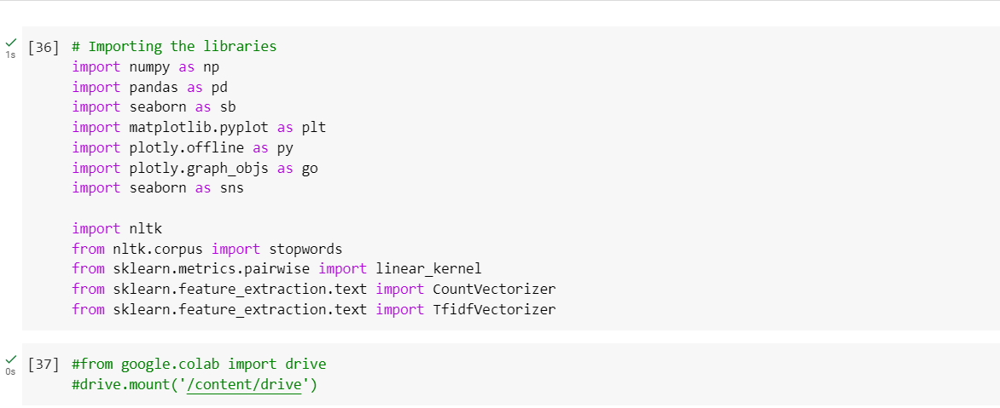 [36] # Importing the libraries
1s
import numpy as np
import pandas as pd
import seaborn as sb
import matplotlib.pyplot as plt
import plotly.offline as py
import plotly.graph_objs as go
import seaborn as sns
import nltk
from nltk.corpus import stopwords
from sklearn.metrics.pairwise import linear_kernel
from sklearn.feature_extraction.text import CountVectorizer
from sklearn.feature_extraction.text import TfidfVectorizer
[37] #from google.colab import drive
0s
#drive.mount('/content/drive')